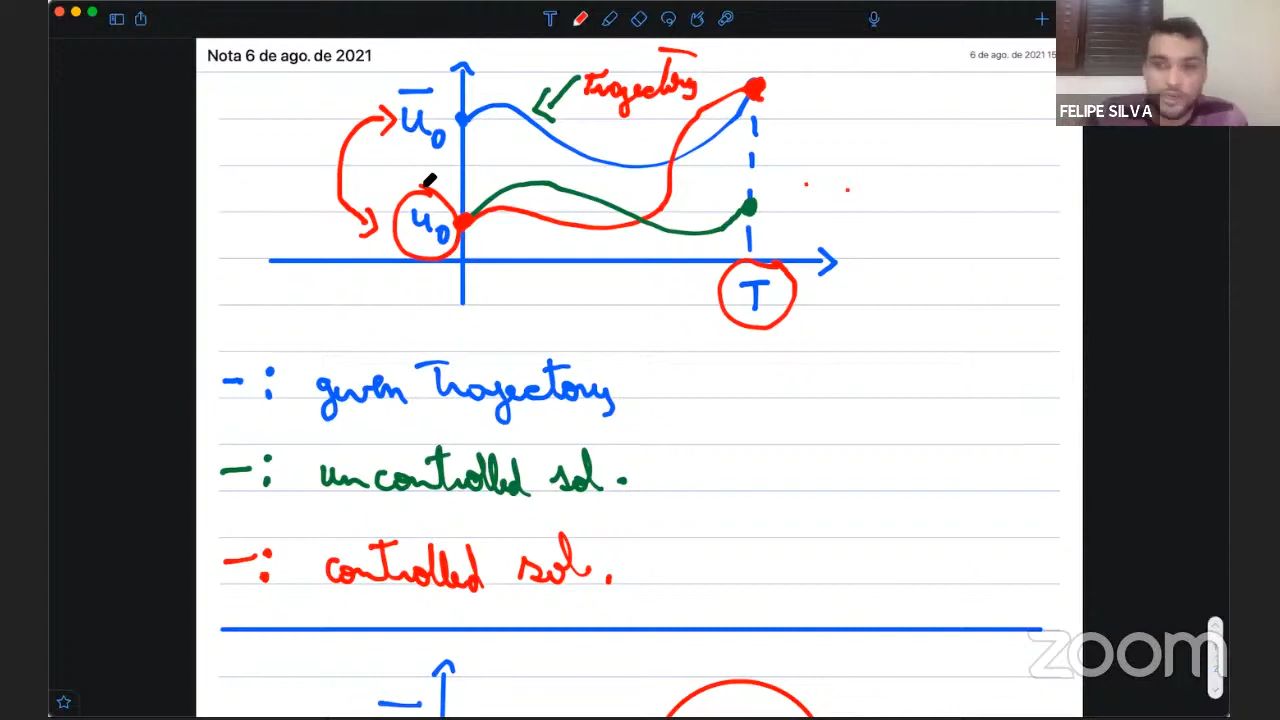 Nota 6 de ago. de 2021
6 de ago. de 2021 15
FELIPE SILVA
Trajectory
ū₀
u₀
T
-: given Trajectory
-: uncontrolled sol.
-: controlled sol.
zoom